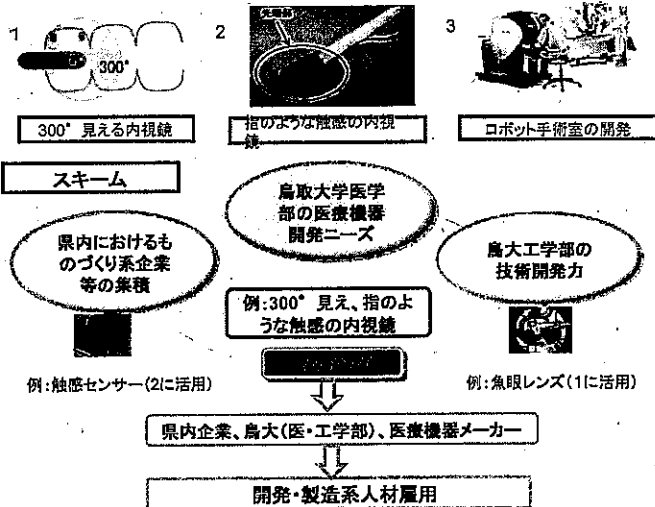 1
300°
2
先端部
3
300° 見える内視鏡
指のような触感の内視
鏡
ロボット手術室の開発
スキーム
鳥取大学医学
部の医療機器
開発ニーズ
県内におけるも
のづくり系企業
等の集積
鳥大工学部の
技術開発力
例:300° 見え、指のよ
うな触感の内視鏡
例:触感センサー(2に活用)
例:魚眼レンズ(1に活用)
県内企業、鳥大(医・工学部)、医療機器メーカー
開発・製造系人材雇用